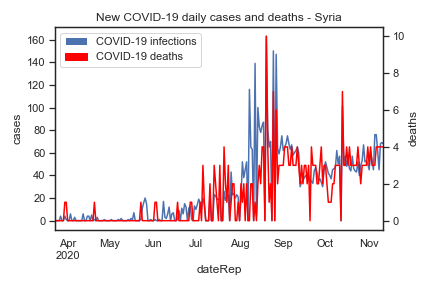 New COVID-19 daily cases and deaths - Syria
COVID-19 infections
COVID-19 deaths
160
140
120
100
80
60
40
20
0
cases
10
8
6
4
2
0
deaths
Apr May Jun Jul Aug Sep Oct Nov
2020
dateRep